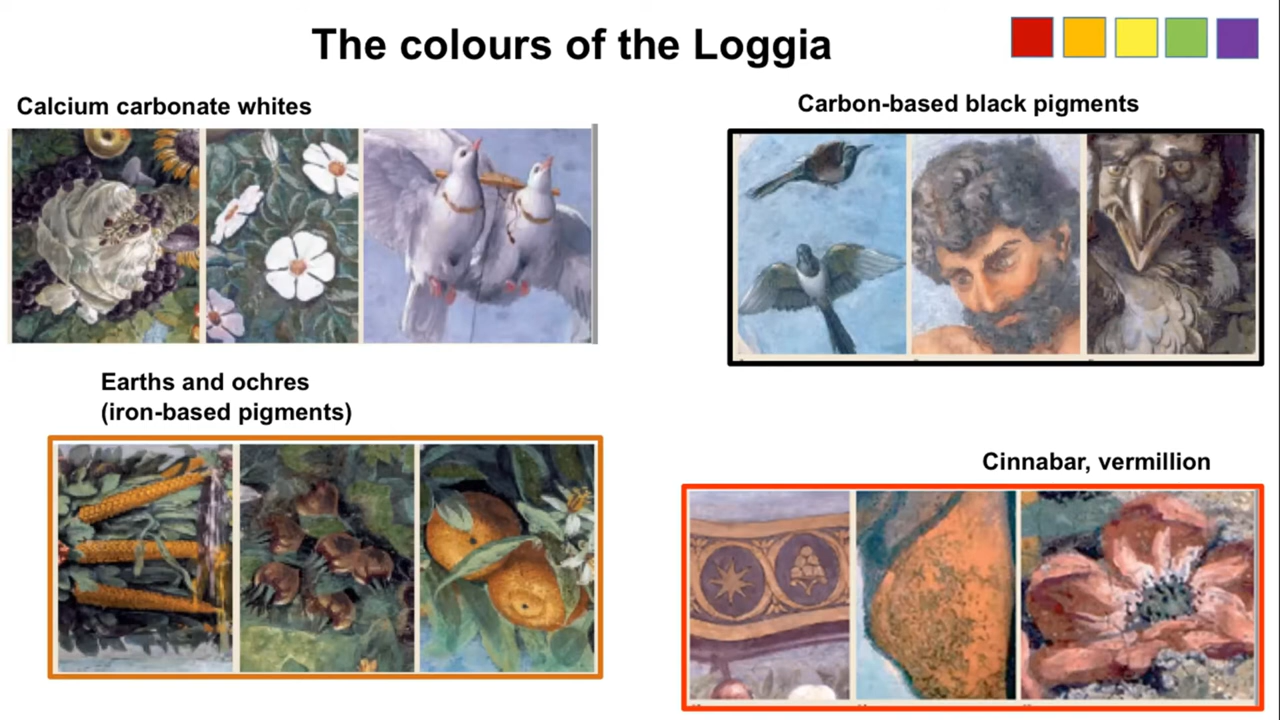 The colours of the Loggia
Calcium carbonate whites
Carbon-based black pigments
Earths and ochres
(iron-based pigments)
Cinnabar, vermillion